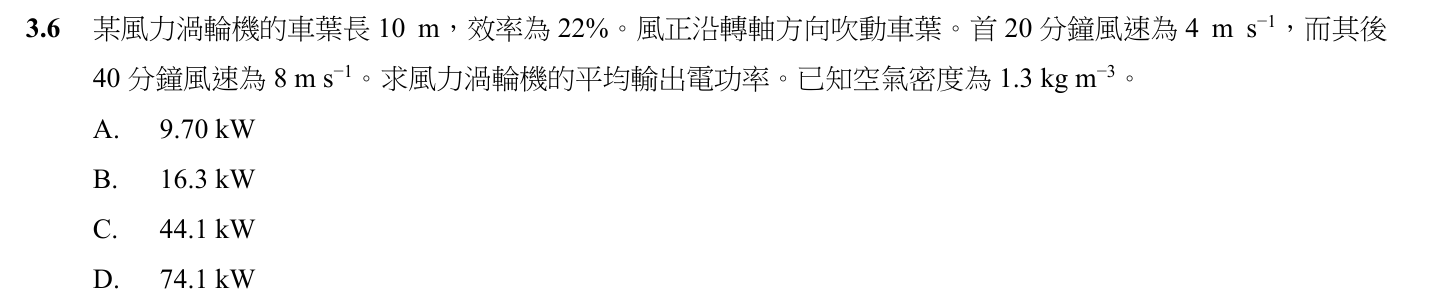 3.6 某風力渦輪機的車葉長 10 m，效率為 22%。風正沿轉軸方向吹動車葉。首 20 分鐘風速為 4 m s⁻¹，而其後
40 分鐘風速為 8 m s⁻¹。求風力渦輪機的平均輸出電功率。已知空氣密度為 1.3 kg m⁻³。
A. 9.70 kW
B. 16.3 kW
C. 44.1 kW
D. 74.1 kW